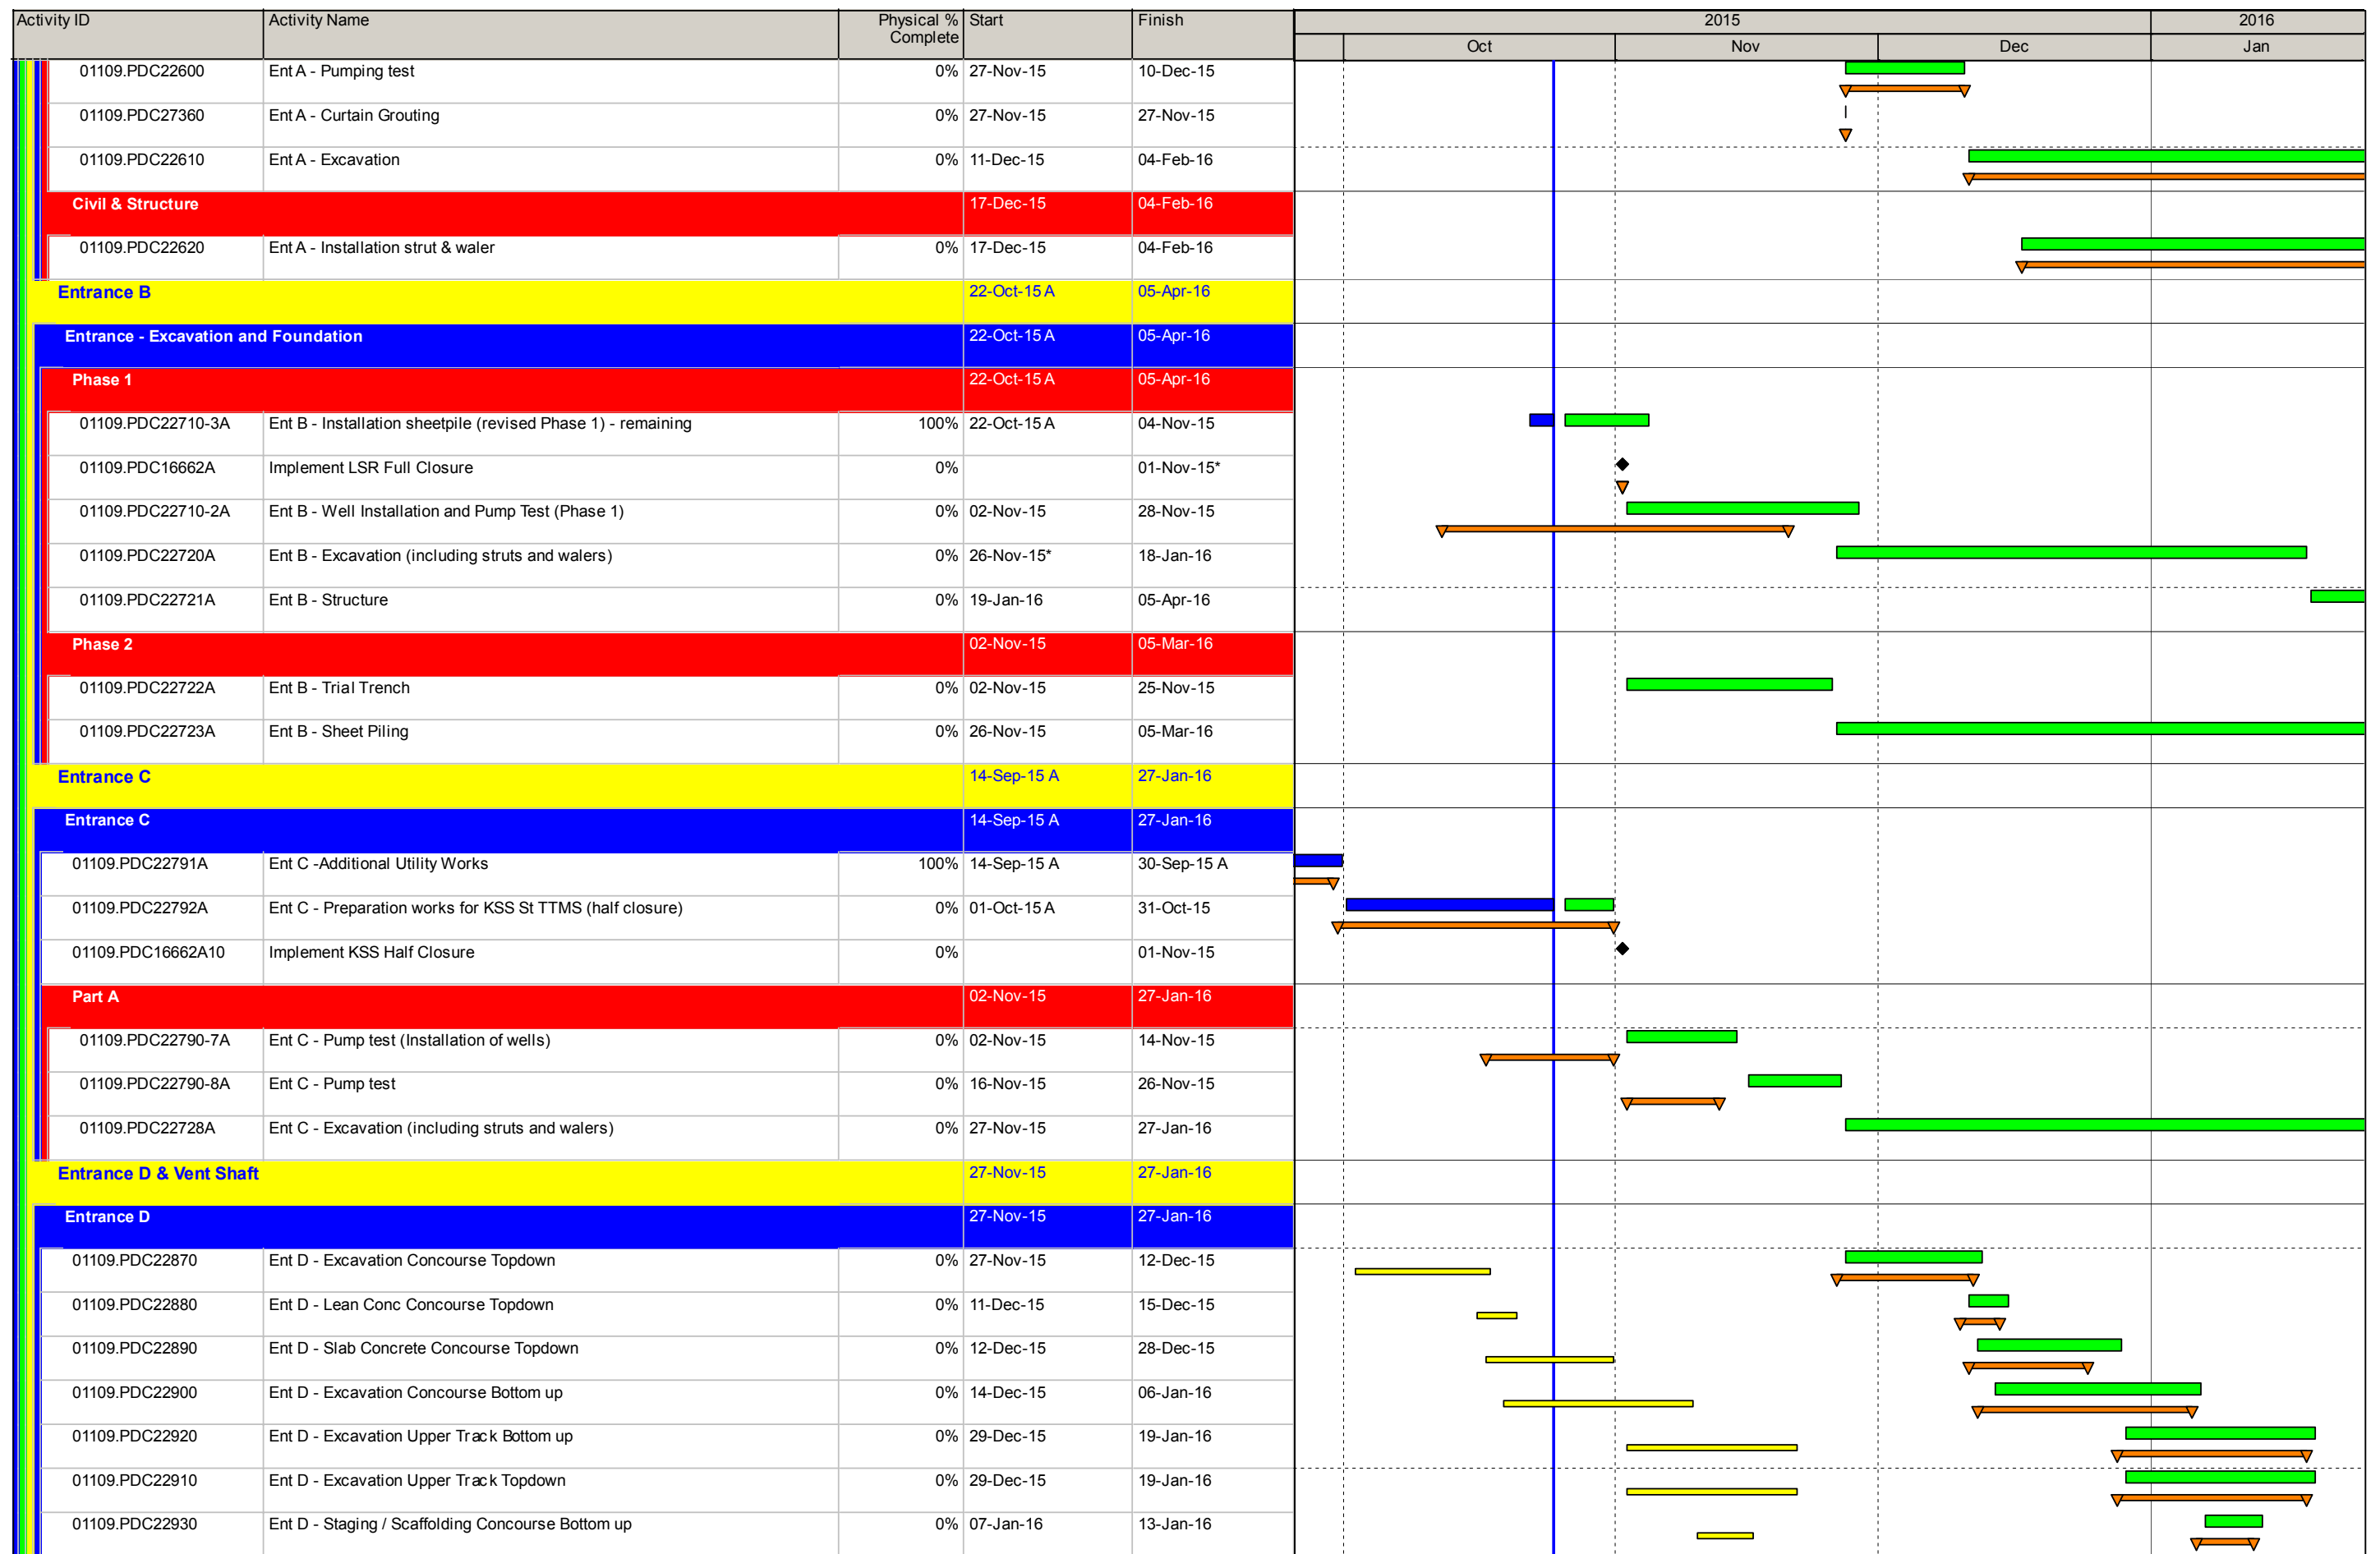 Activity ID Activity Name Physical % Complete Start Finish 2015 2016
Oct Nov Dec Jan
01109.PDC22600 Ent A - Pumping test 0% 27-Nov-15 10-Dec-15
01109.PDC27360 Ent A - Curtain Grouting 0% 27-Nov-15 27-Nov-15
01109.PDC22610 Ent A - Excavation 0% 11-Dec-15 04-Feb-16
Civil & Structure 17-Dec-15 04-Feb-16
01109.PDC22620 Ent A - Installation strut & waler 0% 17-Dec-15 04-Feb-16
Entrance B 22-Oct-15 A 05-Apr-16
Entrance - Excavation and Foundation 22-Oct-15 A 05-Apr-16
Phase 1 22-Oct-15 A 05-Apr-16
01109.PDC22710-3A Ent B - Installation sheetpile (revised Phase 1) - remaining 100% 22-Oct-15 A 04-Nov-15
01109.PDC16662A Implement LSR Full Closure 0% 01-Nov-15*
01109.PDC22710-2A Ent B - Well Installation and Pump Test (Phase 1) 0% 02-Nov-15 28-Nov-15
01109.PDC22720A Ent B - Excavation (including struts and walers) 0% 26-Nov-15* 18-Jan-16
01109.PDC22721A Ent B - Structure 0% 19-Jan-16 05-Apr-16
Phase 2 02-Nov-15 05-Mar-16
01109.PDC22722A Ent B - Trial Trench 0% 02-Nov-15 25-Nov-15
01109.PDC22723A Ent B - Sheet Piling 0% 26-Nov-15 05-Mar-16
Entrance C 14-Sep-15 A 27-Jan-16
Entrance C 14-Sep-15 A 27-Jan-16
01109.PDC22791A Ent C -Additional Utility Works 100% 14-Sep-15 A 30-Sep-15 A
01109.PDC22792A Ent C - Preparation works for KSS St TTMS (half closure) 0% 01-Oct-15 A 31-Oct-15
01109.PDC16662A10 Implement KSS Half Closure 0% 01-Nov-15
Part A 02-Nov-15 27-Jan-16
01109.PDC22790-7A Ent C - Pump test (Installation of wells) 0% 02-Nov-15 14-Nov-15
01109.PDC22790-8A Ent C - Pump test 0% 16-Nov-15 26-Nov-15
01109.PDC22728A Ent C - Excavation (including struts and walers) 0% 27-Nov-15 27-Jan-16
Entrance D & Vent Shaft 27-Nov-15 27-Jan-16
Entrance D 27-Nov-15 27-Jan-16
01109.PDC22870 Ent D - Excavation Concourse Topdown 0% 27-Nov-15 12-Dec-15
01109.PDC22880 Ent D - Lean Conc Concourse Topdown 0% 11-Dec-15 15-Dec-15
01109.PDC22890 Ent D - Slab Concrete Concourse Topdown 0% 12-Dec-15 28-Dec-15
01109.PDC22900 Ent D - Excavation Concourse Bottom up 0% 14-Dec-15 06-Jan-16
01109.PDC22920 Ent D - Excavation Upper Track Bottom up 0% 29-Dec-15 19-Jan-16
01109.PDC22910 Ent D - Excavation Upper Track Topdown 0% 29-Dec-15 19-Jan-16
01109.PDC22930 Ent D - Staging / Scaffolding Concourse Bottom up 0% 07-Jan-16 13-Jan-16